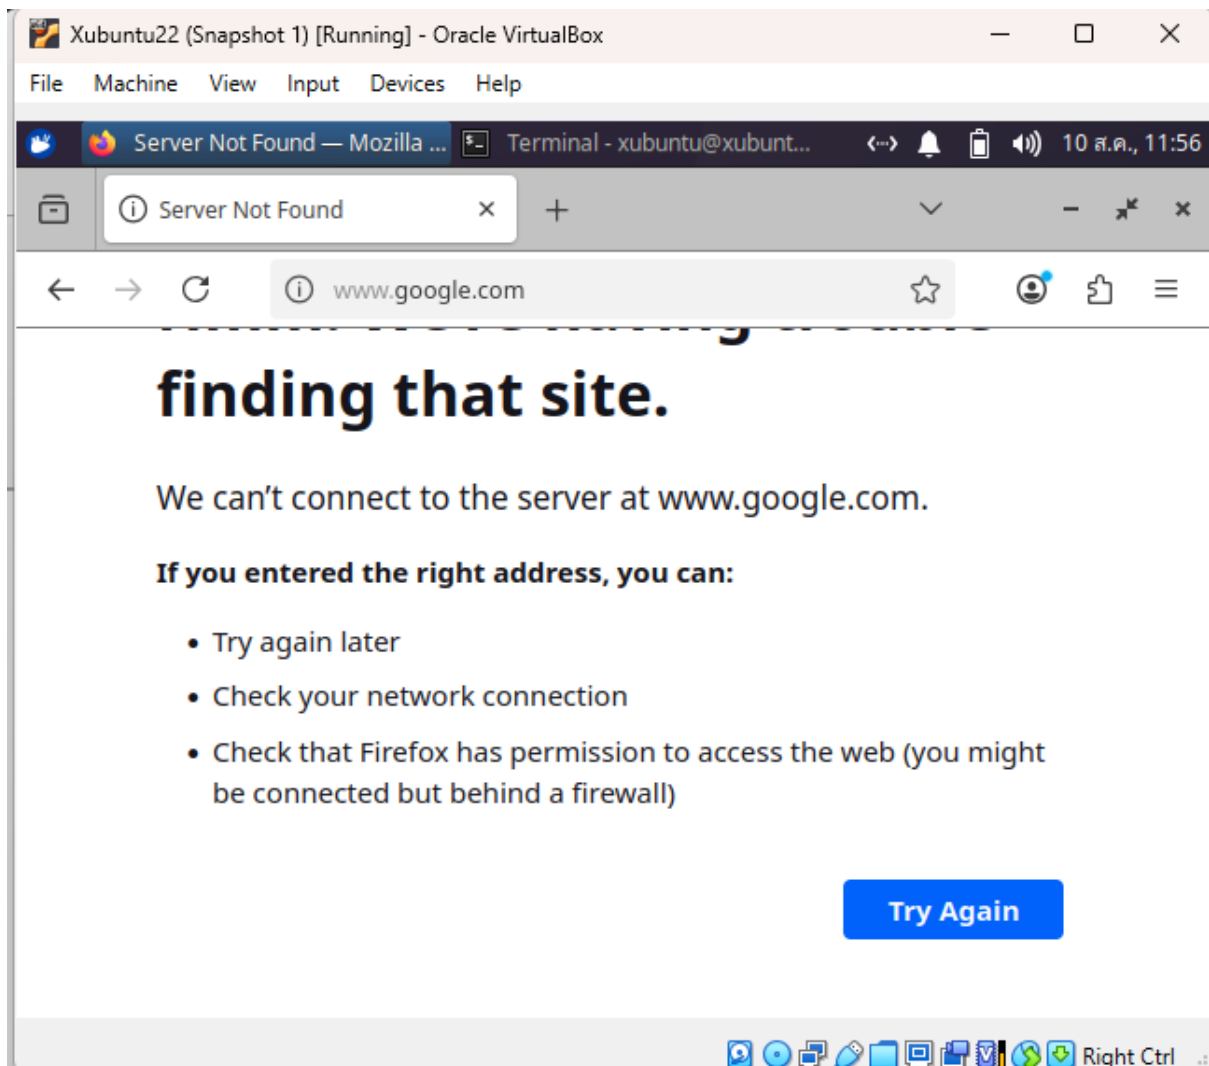 Xubuntu22 (Snapshot 1) [Running] - Oracle VirtualBox
File Machine View Input Devices Help
Server Not Found — Mozilla ... Terminal - xubuntu@xubunt... 10 ส.ค., 11:56
Server Not Found
www.google.com
finding that site.
We can’t connect to the server at www.google.com.
If you entered the right address, you can:
• Try again later
• Check your network connection
• Check that Firefox has permission to access the web (you might
be connected but behind a firewall)
Try Again
Right Ctrl